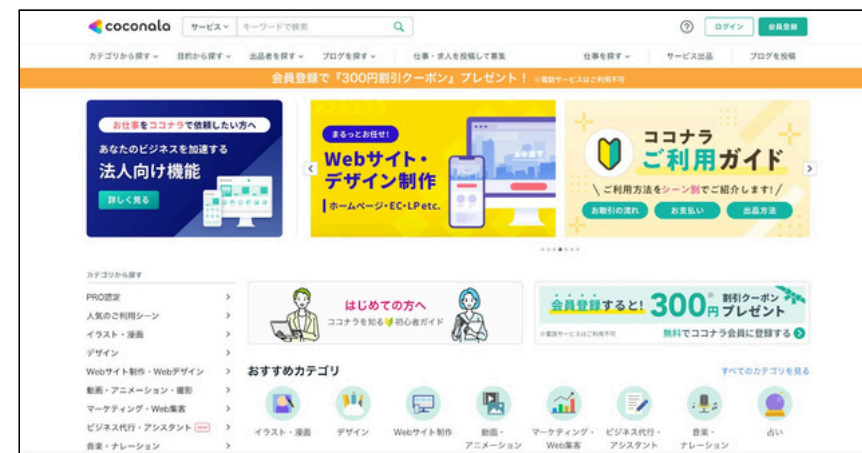 coconala サービス キーワードで検索 ? ログイン 会員登録
カテゴリから探す 目的から探す 出品者を探す ブログを探す 仕事・求人を投稿して募集 仕事を探す サービス出品 ブログを投稿
会員登録で『300円割引クーポン』プレゼント! ※電話サービスはご利用不可
お仕事をココナラで依頼したい方へ
あなたのビジネスを加速する
法人向け機能
詳しく見る
まるっとお任せ!
Webサイト・
デザイン制作
ホームページ・EC・LP etc.
ココナラ
ご利用ガイド
\ ご利用方法をシーン別でご紹介します! /
お取引の流れ お支払い 出品方法
カテゴリから探す
PRO認定
人気のご利用シーン
イラスト・漫画
デザイン
Webサイト制作・Webデザイン
動画・アニメーション・撮影
マーケティング・Web集客
ビジネス代行・アシスタント NEW
音楽・ナレーション
はじめての方へ
ココナラを知る 初心者ガイド
会員登録すると! 300円 割引クーポン プレゼント
※電話サービスはご利用不可 無料でココナラ会員に登録する
おすすめカテゴリ すべてのカテゴリを見る
イラスト・漫画
デザイン
Webサイト制作
動画・
アニメーション
マーケティング・
Web集客
ビジネス代行・
アシスタント
音楽・
ナレーション
占い